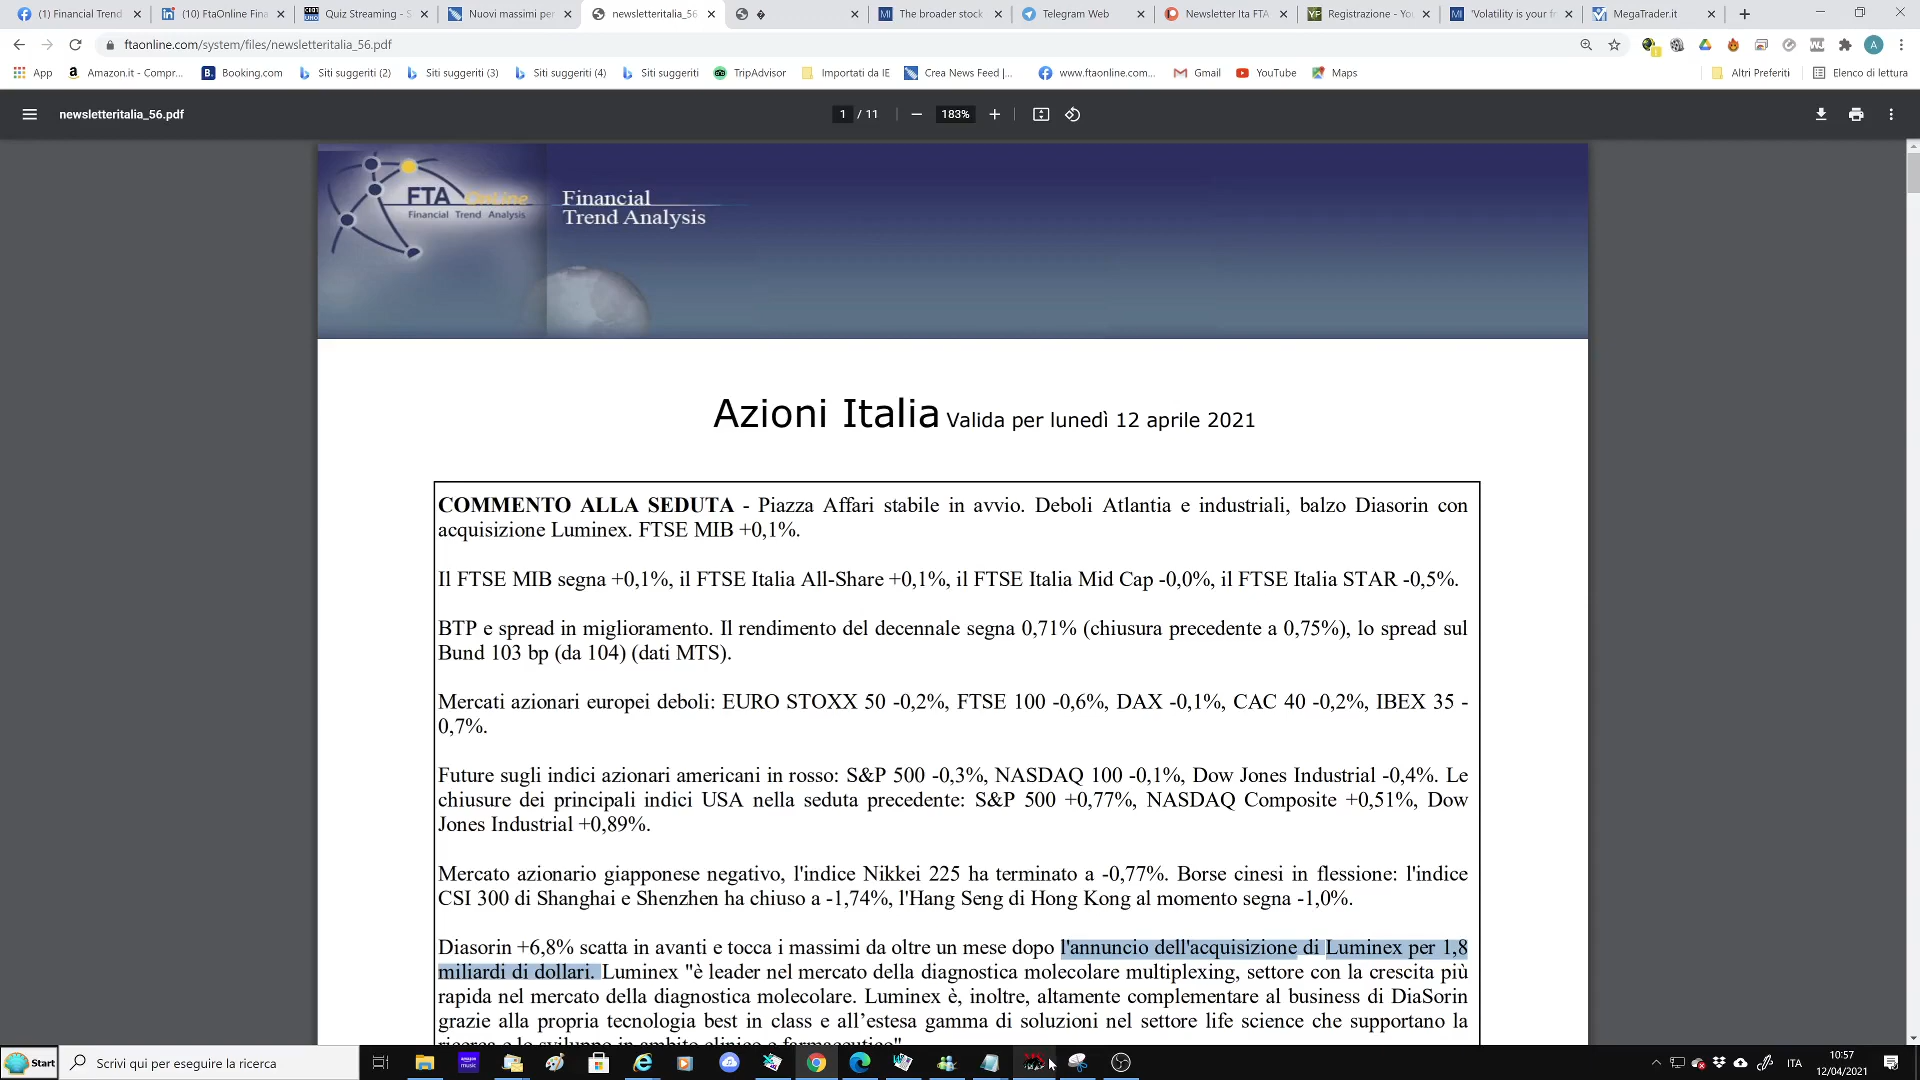 (1) Financial Trend
(10) FtaOnline Fina
Quiz Streaming - S
Nuovi massimi per
newsletteritalia_56
The broader stock
Telegram Web
Newsletter Ita FTA
Registrazione - Yo
'Volatility is your fr
MegaTrader.it
ftaonline.com/system/files/newsletteritalia_56.pdf
App
Amazon.it - Compr...
Booking.com
Siti suggeriti (2)
Siti suggeriti (3)
Siti suggeriti (4)
Siti suggeriti
TripAdvisor
Importati da IE
Crea News Feed |...
www.ftaonline.com...
Gmail
YouTube
Maps
Altri Preferiti
Elenco di lettura
newsletteritalia_56.pdf
1 / 11
183%
FTA OnLine
Financial Trend Analysis
Financial
Trend Analysis
Azioni Italia Valida per lunedì 12 aprile 2021
COMMENTO ALLA SEDUTA - Piazza Affari stabile in avvio. Deboli Atlantia e industriali, balzo Diasorin con
acquisizione Luminex. FTSE MIB +0,1%.
Il FTSE MIB segna +0,1%, il FTSE Italia All-Share +0,1%, il FTSE Italia Mid Cap -0,0%, il FTSE Italia STAR -0,5%.
BTP e spread in miglioramento. Il rendimento del decennale segna 0,71% (chiusura precedente a 0,75%), lo spread sul
Bund 103 bp (da 104) (dati MTS).
Mercati azionari europei deboli: EURO STOXX 50 -0,2%, FTSE 100 -0,6%, DAX -0,1%, CAC 40 -0,2%, IBEX 35 -
0,7%.
Future sugli indici azionari americani in rosso: S&P 500 -0,3%, NASDAQ 100 -0,1%, Dow Jones Industrial -0,4%. Le
chiusure dei principali indici USA nella seduta precedente: S&P 500 +0,77%, NASDAQ Composite +0,51%, Dow
Jones Industrial +0,89%.
Mercato azionario giapponese negativo, l'indice Nikkei 225 ha terminato a -0,77%. Borse cinesi in flessione: l'indice
CSI 300 di Shanghai e Shenzhen ha chiuso a -1,74%, l'Hang Seng di Hong Kong al momento segna -1,0%.
Diasorin +6,8% scatta in avanti e tocca i massimi da oltre un mese dopo l'annuncio dell'acquisizione di Luminex per 1,8
miliardi di dollari. Luminex "è leader nel mercato della diagnostica molecolare multiplexing, settore con la crescita più
rapida nel mercato della diagnostica molecolare. Luminex è, inoltre, altamente complementare al business di DiaSorin
grazie alla propria tecnologia best in class e all’estesa gamma di soluzioni nel settore life science che supportano la
ricerca e lo sviluppo in ambito clinico e farmaceutico"
Start
Scrivi qui per eseguire la ricerca
ITA
10:57
12/04/2021